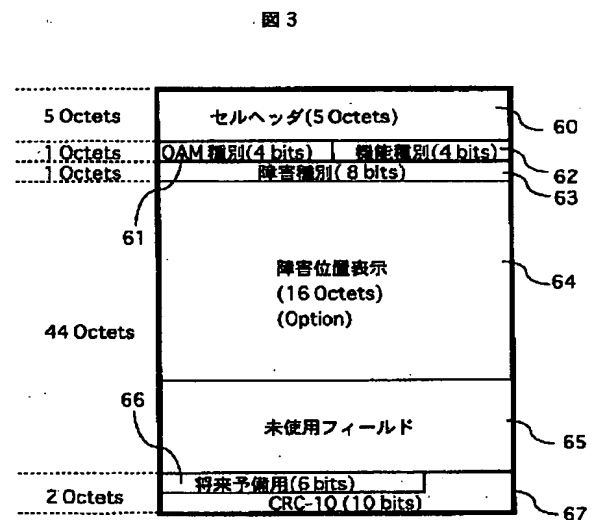 図3
5 Octets
セルヘッダ(5 Octets)
60
1 Octets
OAM 種別(4 bits)
機能種別(4 bits)
62
1 Octets
障害種別( 8 bits)
63
61
障害位置表示
(16 Octets)
(Option)
64
44 Octets
66
未使用フィールド
65
将来予備用(6 bits)
2 Octets
CRC-10 (10 bits)
67